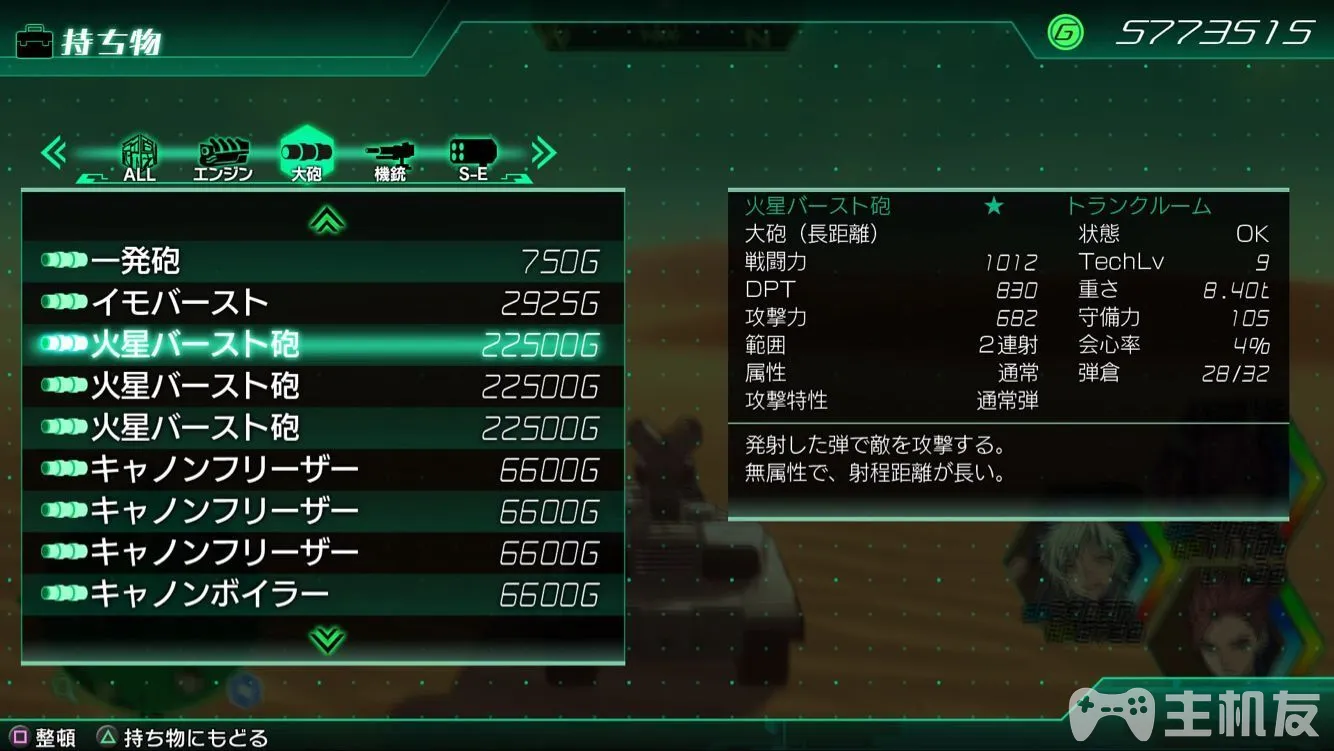 持ち物
5773515
ALL エンジン 大砲 機銃 S-E
一発砲 750G
イモバースト 2925G
火星バースト砲 22500G
火星バースト砲 22500G
火星バースト砲 22500G
キャノンフリーザー 6600G
キャノンフリーザー 6600G
キャノンフリーザー 6600G
キャノンボイラー 6600G
火星バースト砲 ★ トランクルーム
大砲（長距離） 状態 OK
戦闘力 1012 TechLv 9
DPT 830 重さ 8.40t
攻撃力 682 守備力 105
範囲 2連射 会心率 4%
属性 通常 弾倉 28/32
攻撃特性 通常弾
発射した弾で敵を攻撃する。
無属性で、射程距離が長い。
整頓 持ち物にもどる
主机友